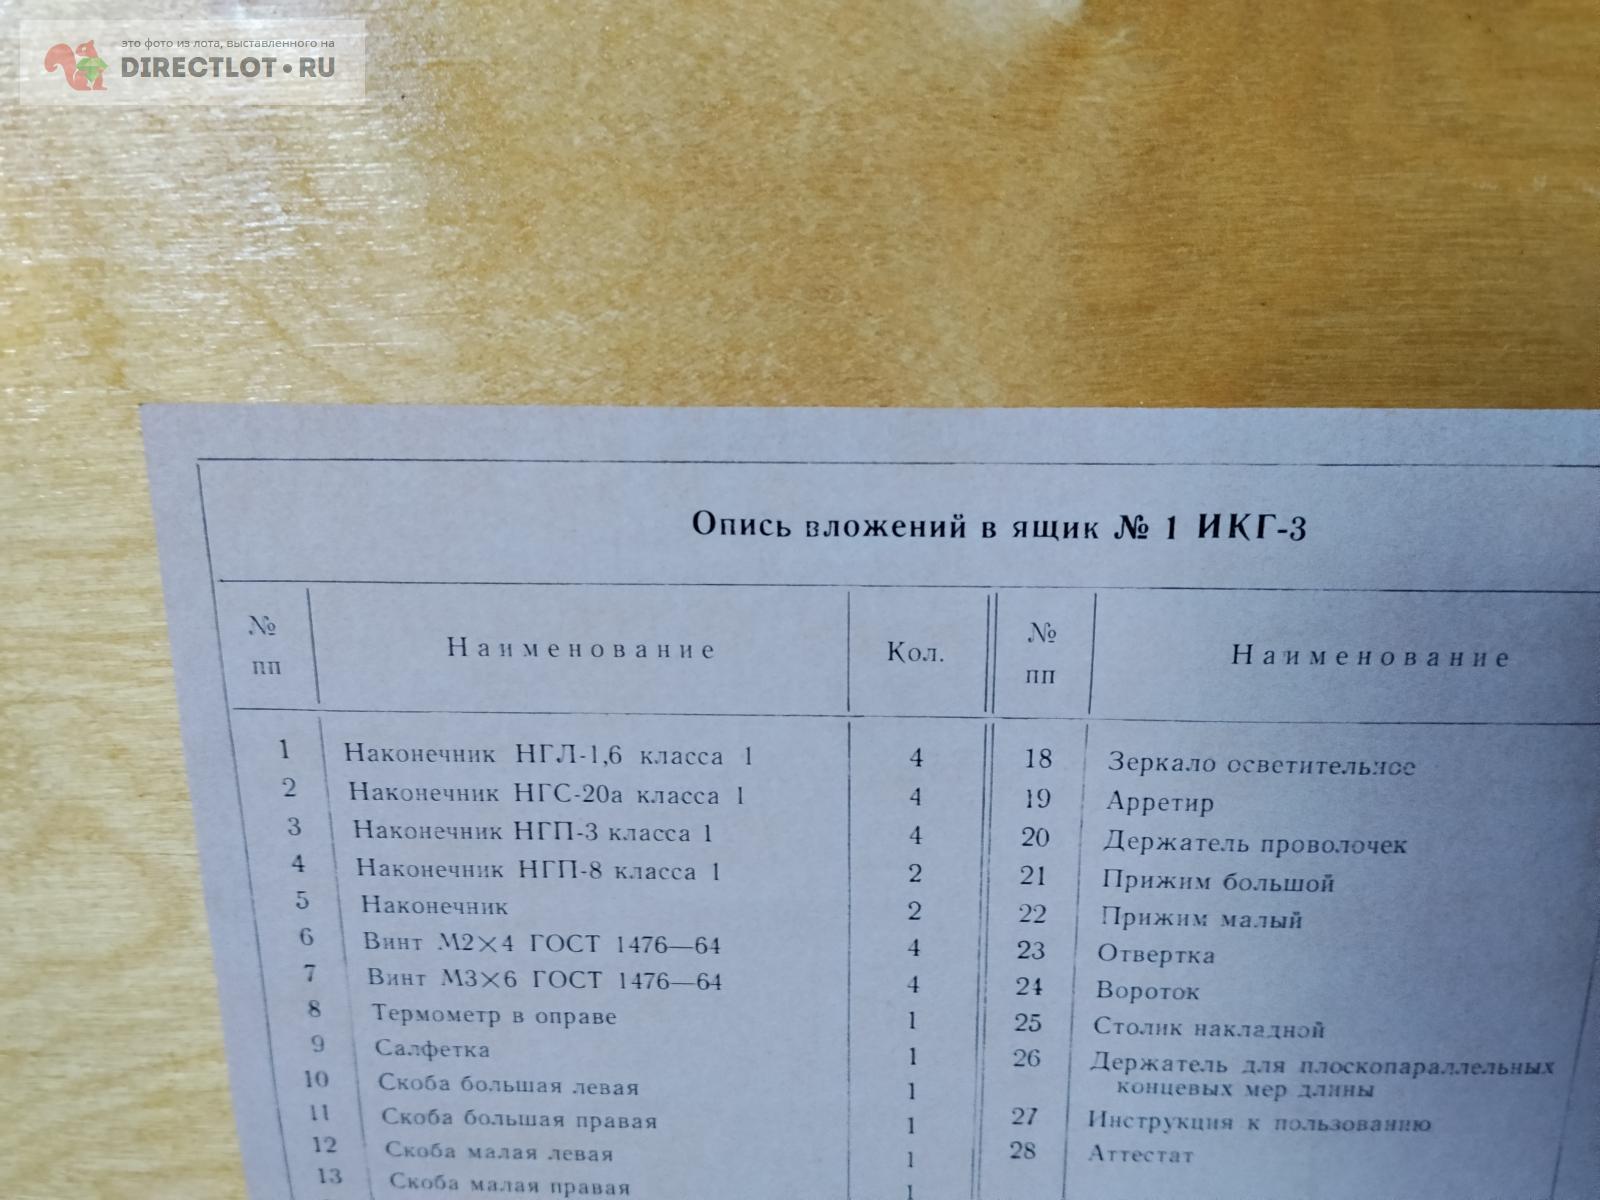 это фото из лота, выставленного на
DIRECTLOT•RU
Опись вложений в ящик № 1 ИКГ-3
№ пп Наименование Кол. № пп Наименование
1 Наконечник НГЛ-1,6 класса 1 4 18 Зеркало осветительное
2 Наконечник НГС-20а класса 1 4 19 Арретир
3 Наконечник НГП-3 класса 1 4 20 Держатель проволочек
4 Наконечник НГП-8 класса 1 2 21 Прижим большой
5 Наконечник 2 22 Прижим малый
6 Винт М2×4 ГОСТ 1476—64 4 23 Отвертка
7 Винт М3×6 ГОСТ 1476—64 4 24 Вороток
8 Термометр в оправе 1 25 Столик накладной
9 Салфетка 1 26 Держатель для плоскопараллельных
концевых мер длины
10 Скоба большая левая 1
11 Скоба большая правая 1 27 Инструкция к пользованию
12 Скоба малая левая 1 28 Аттестат
13 Скоба малая правая 1